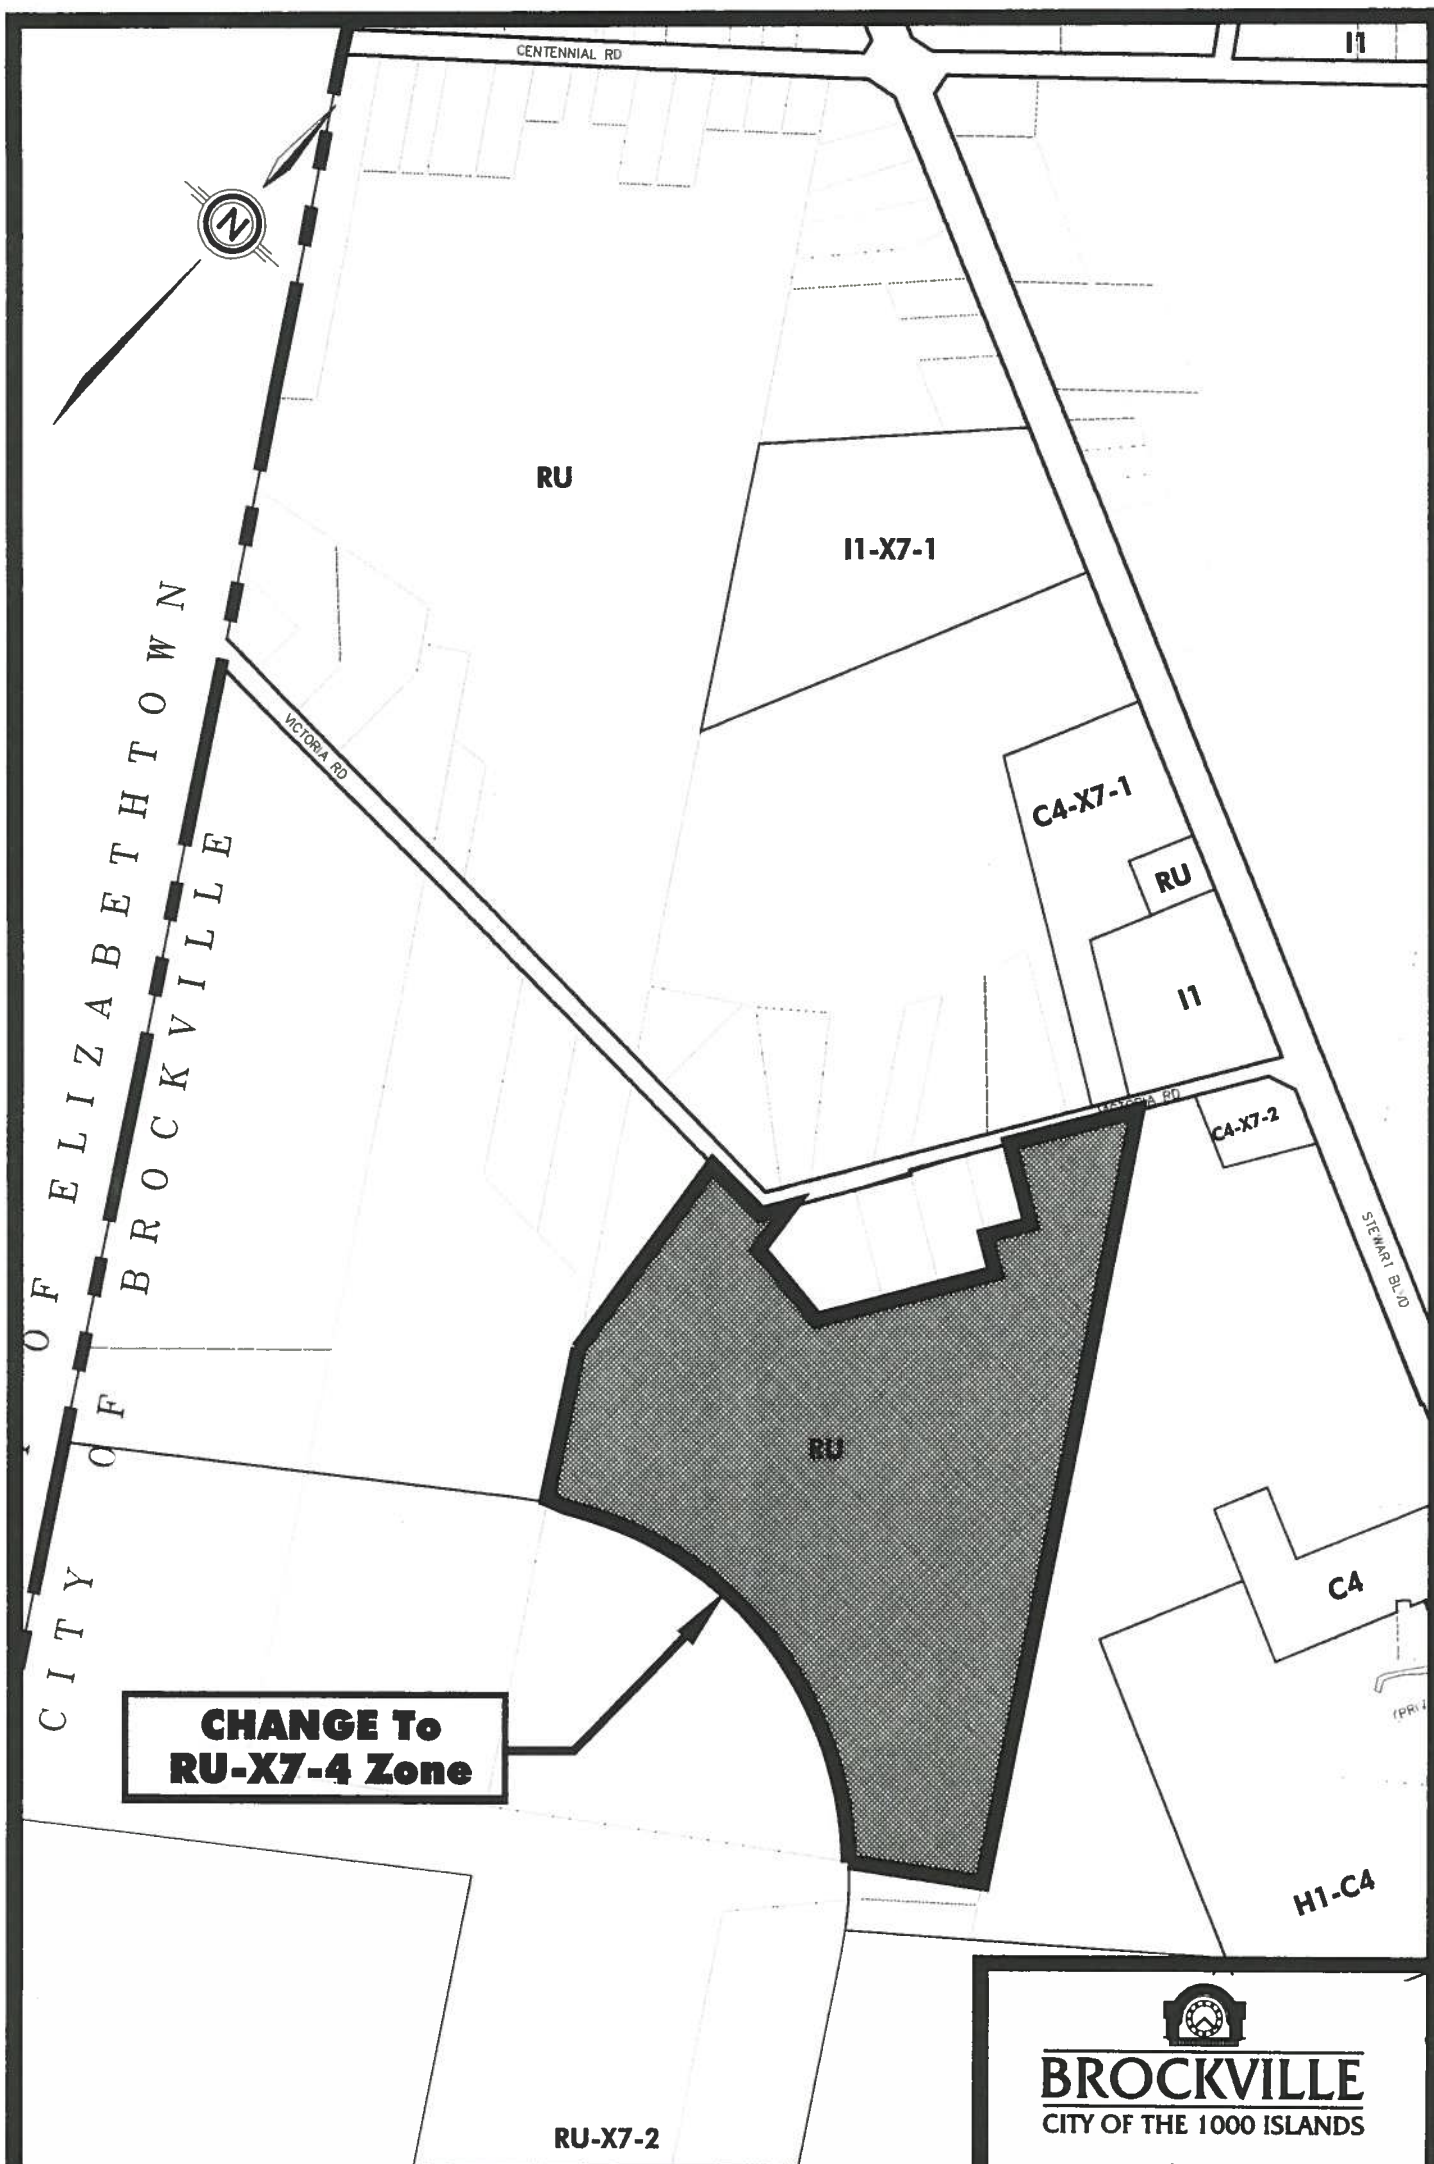 CENTENNIAL RD
I1
N
RU
I1-X7-1
VICTORIA RD
C4-X7-1
RU
I1
VICTORIA RD
C4-X7-2
STEWART BLVD
OF ELIZABETHTOWN
CITY OF BROCKVILLE
RU
C4
CHANGE To
RU-X7-4 Zone
H1-C4
RU-X7-2
BROCKVILLE
CITY OF THE 1000 ISLANDS